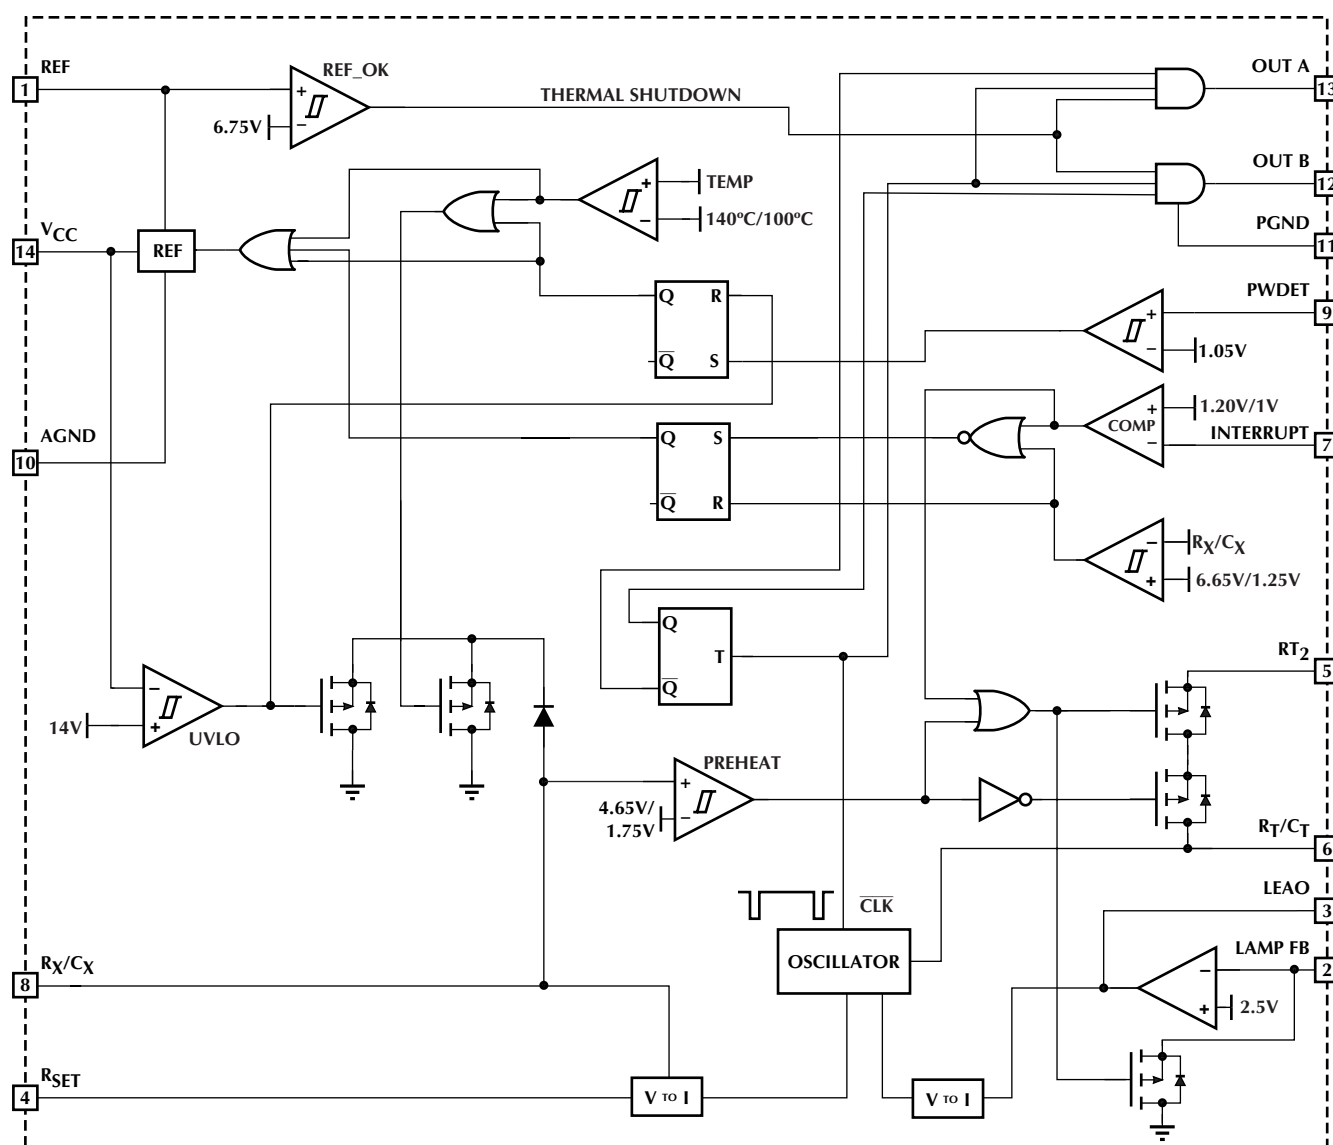 REF
1
REF_OK
+
6.75V
−
THERMAL SHUTDOWN
OUT A
13
OUT B
12
PGND
11
TEMP
+
−
140ºC/100ºC
VCC
14
REF
Q
R
Q
S
PWDET
9
+
−
1.05V
1.20V/1V
+
COMP
−
INTERRUPT
7
AGND
10
Q
S
Q
R
−
RX/CX
+
6.65V/1.25V
Q
T
Q
RT2
5
−
14V
+
UVLO
PREHEAT
+
4.65V/
1.75V
−
RT/CT
6
CLK
LEAO
3
OSCILLATOR
LAMP FB
2
−
+
2.5V
RX/CX
8
RSET
4
V TO I
V TO I